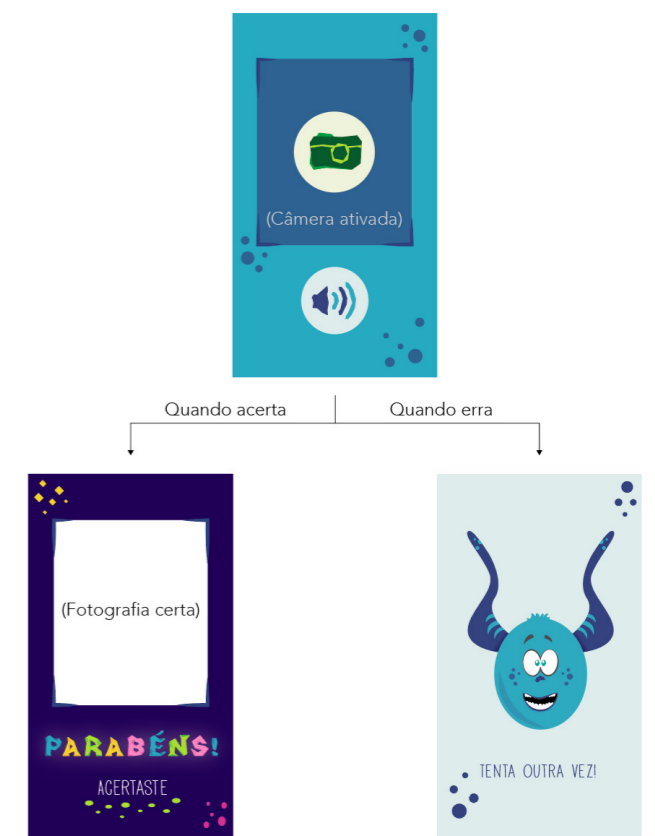 (Câmera ativada)
Quando acerta
Quando erra
(Fotografia certa)
PARABÉNS!
ACERTASTE
TENTA OUTRA VEZ!